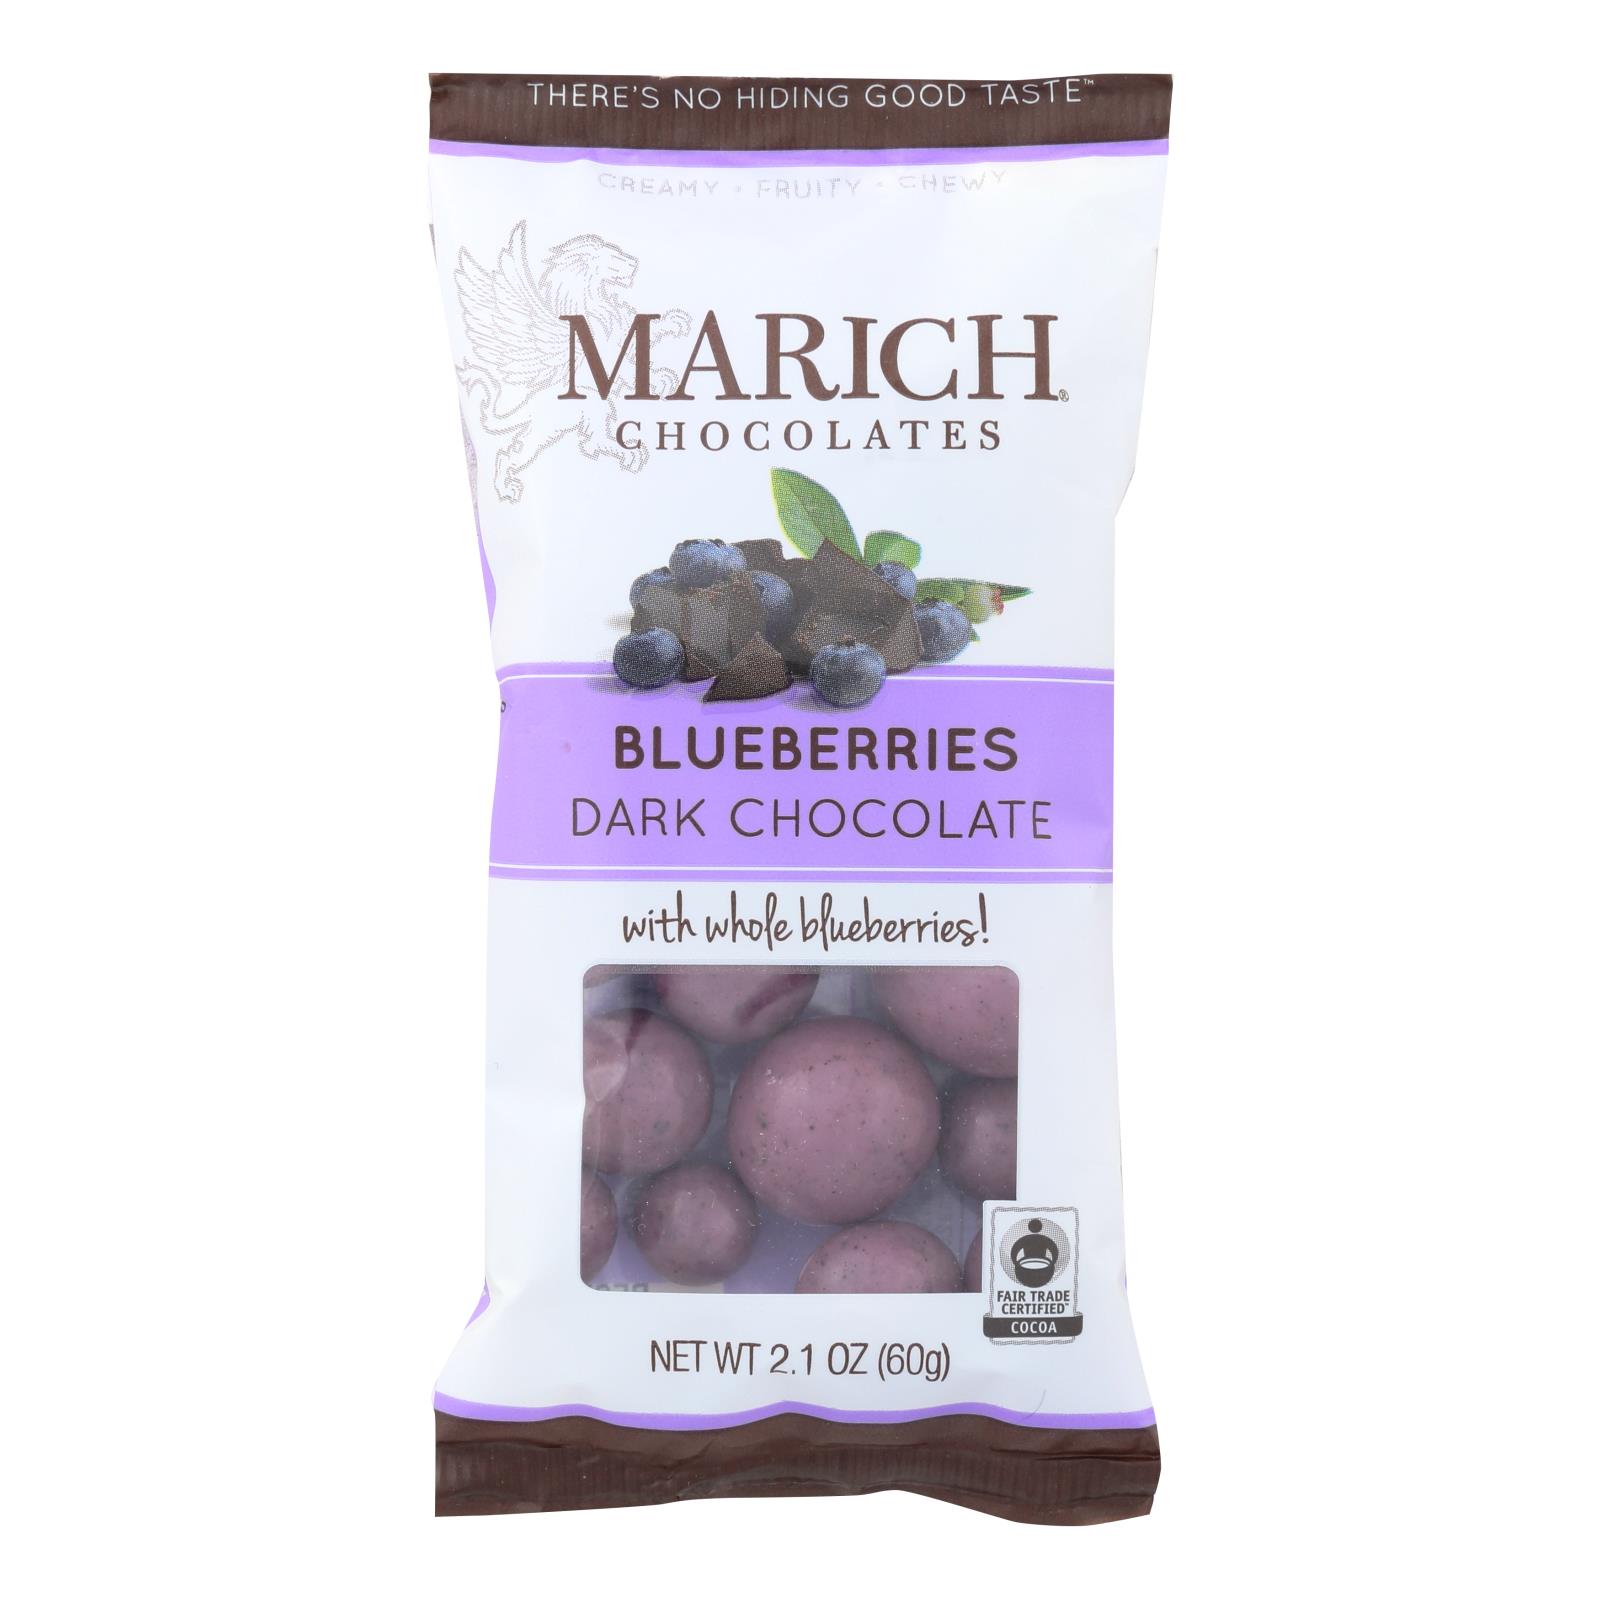 THERE'S NO HIDING GOOD TASTE™
CREAMY • FRUITY • CHEWY
MARICH®
CHOCOLATES
BLUEBERRIES
DARK CHOCOLATE
with whole blueberries!
FAIR TRADE
CERTIFIED™
COCOA
NET WT 2.1 OZ (60g)